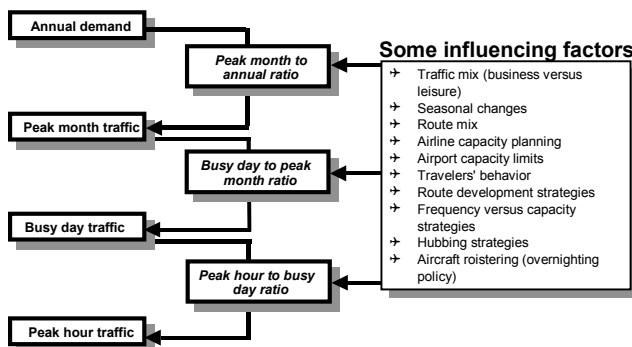 Annual demand
Peak month to
annual ratio
Peak month traffic
Busy day to peak
month ratio
Busy day traffic
Peak hour to busy
day ratio
Peak hour traffic
Some influencing factors
Traffic mix (business versus
leisure)
Seasonal changes
Route mix
Airline capacity planning
Airport capacity limits
Travelers' behavior
Route development strategies
Frequency versus capacity
strategies
Hubbing strategies
Aircraft roistering (overnighting
policy)